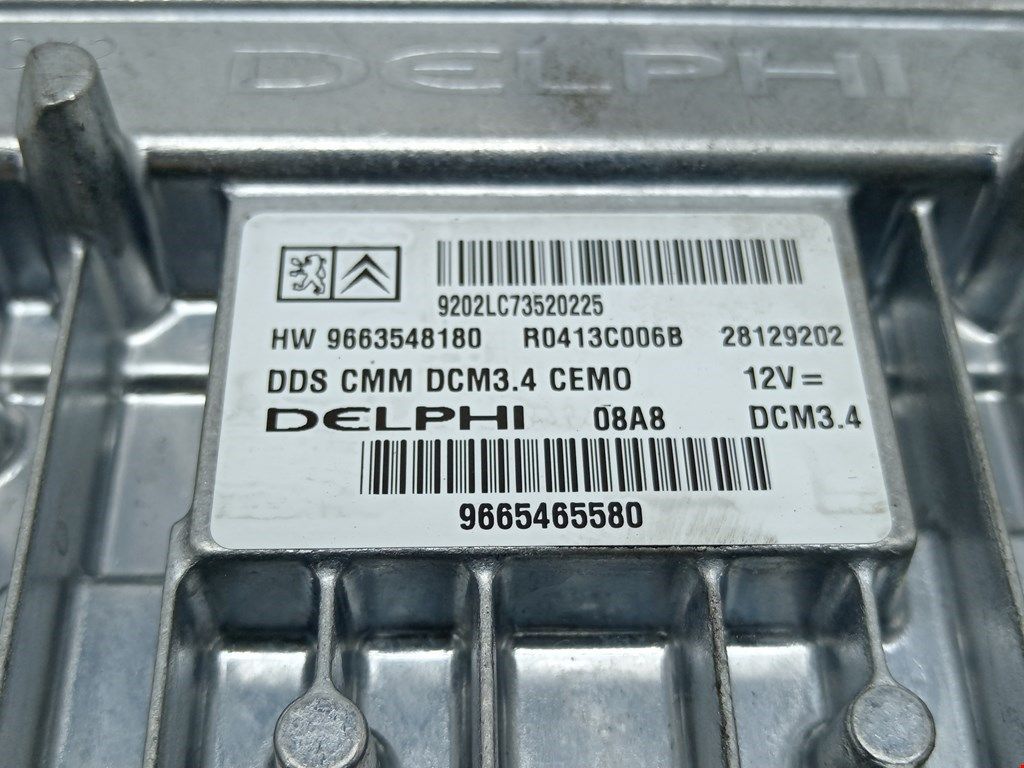 DELPHI
9202LC73520225
HW 9663548180 R0413C006B 28129202
DDS CMM DCM3.4 CEMO 12V =
DELPHI 08A8 DCM3.4
9665465580